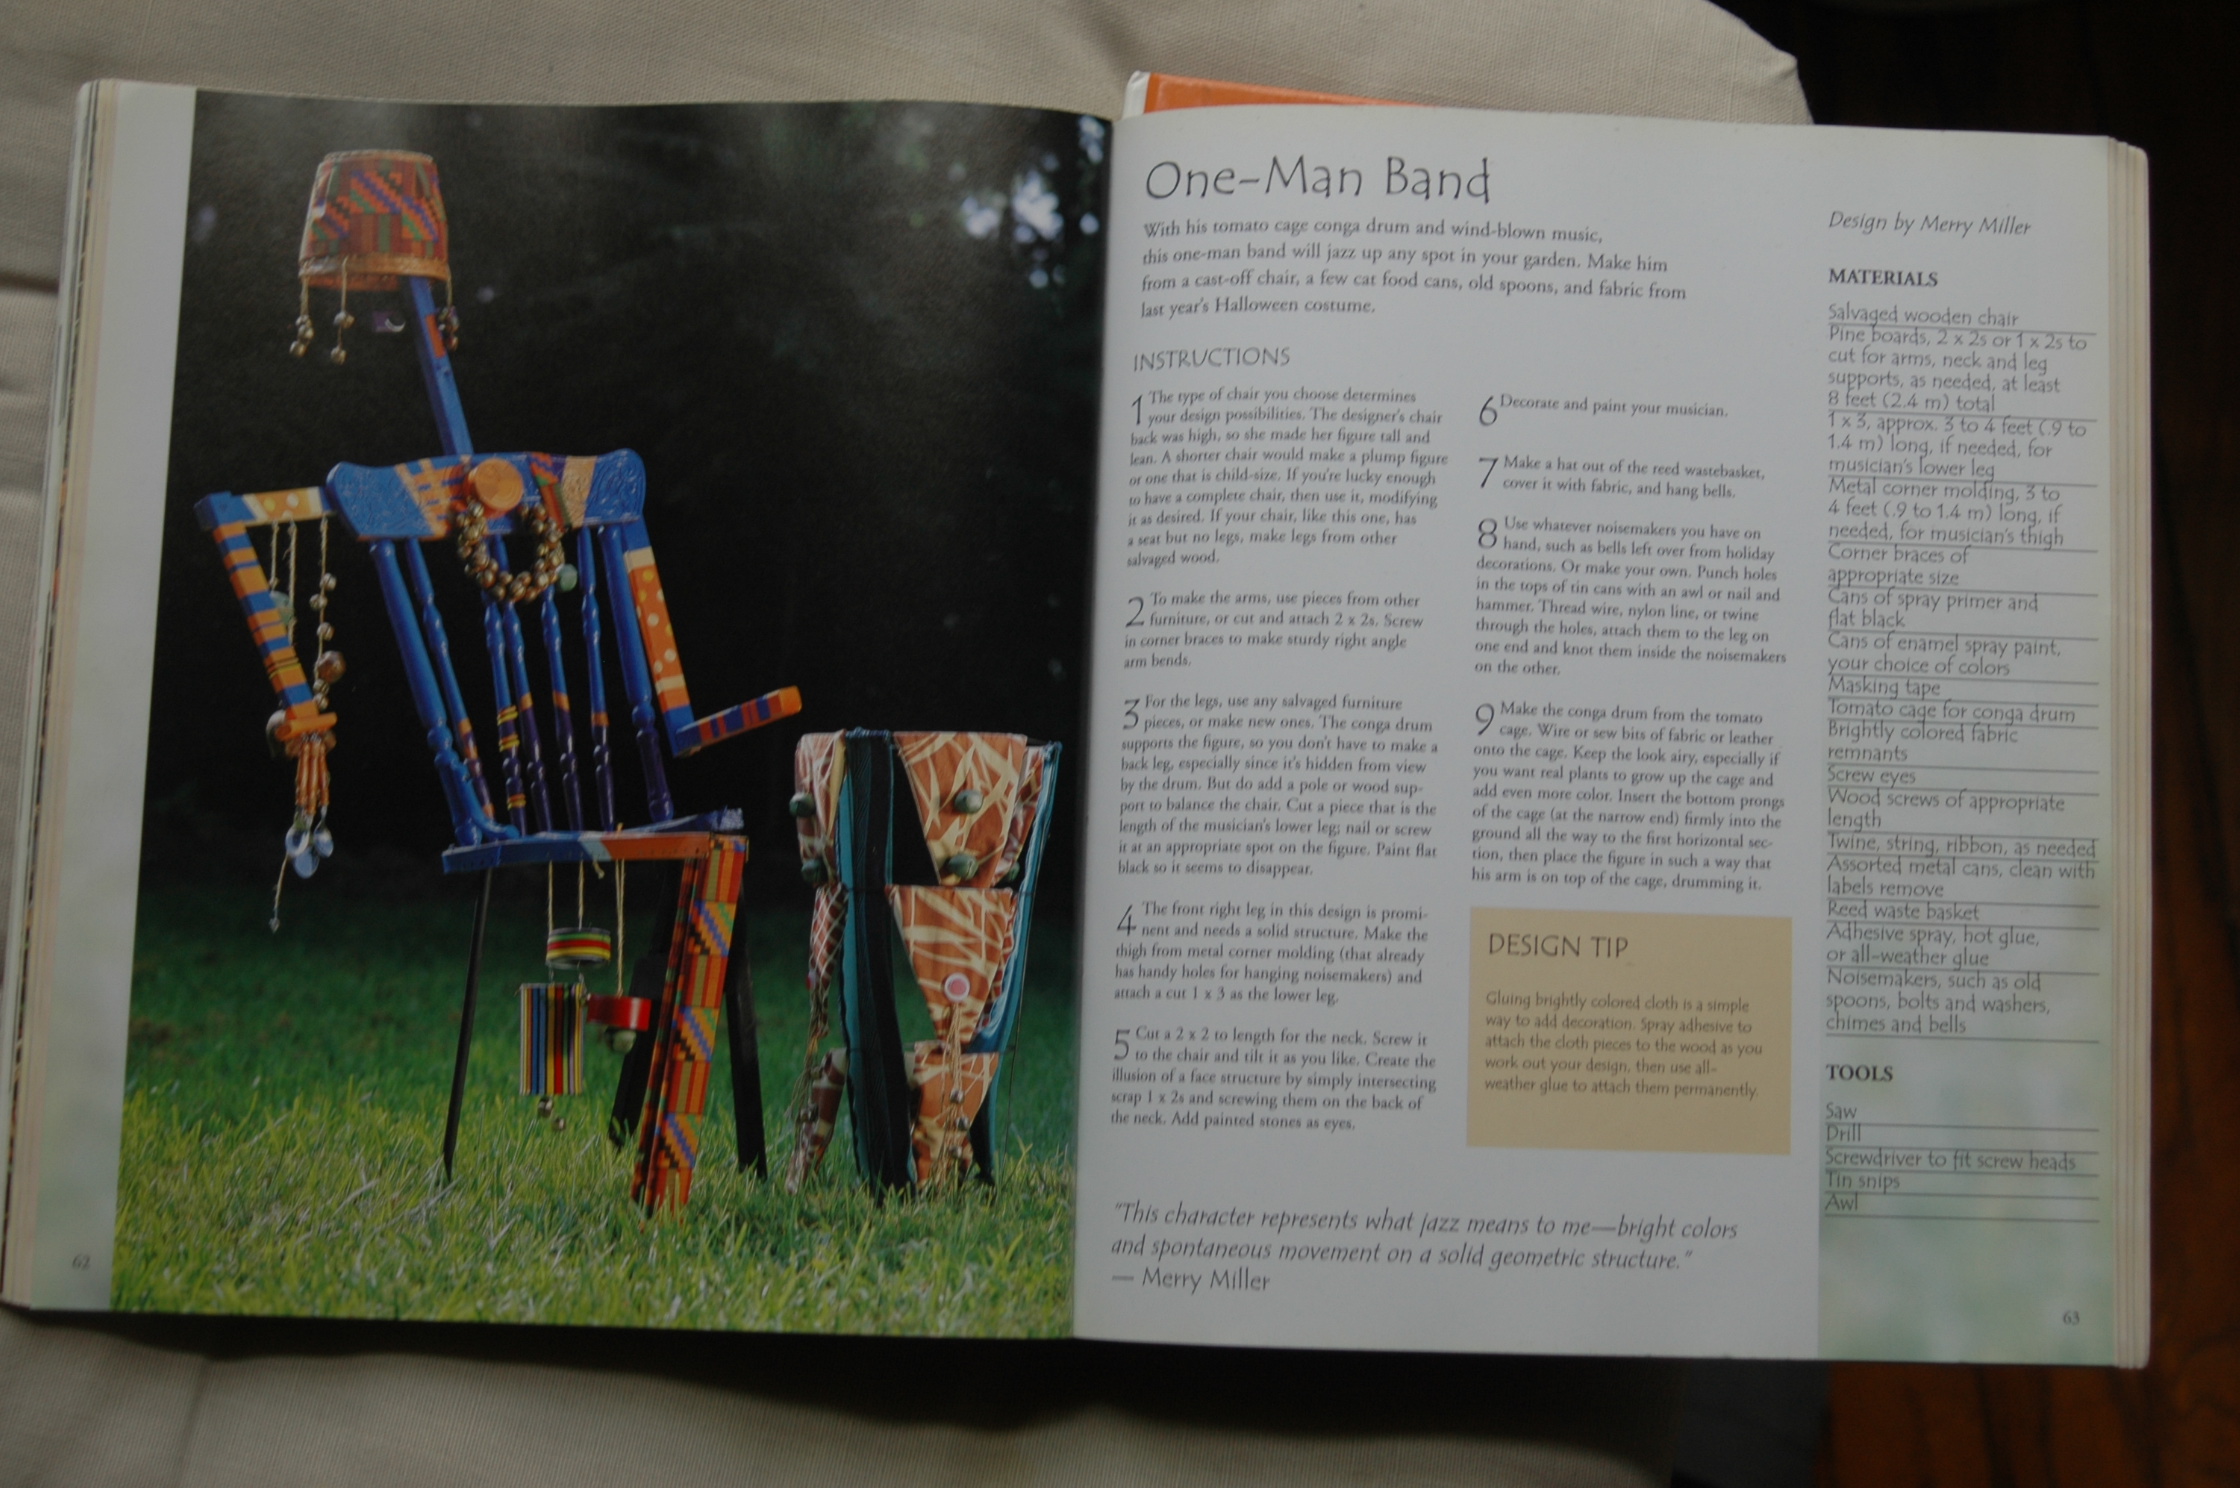 62
One-Man Band
With his tomato cage conga drum and wind-blown music,
this one-man band will jazz up any spot in your garden. Make him
from a cast-off chair, a few cat food cans, old spoons, and fabric from
last year's Halloween costume.
INSTRUCTIONS
1 The type of chair you choose determines
your design possibilities. The designer's chair
back was high, so she made her figure tall and
lean. A shorter chair would make a plump figure
or one that is child-size. If you're lucky enough
to have a complete chair, then use it, modifying
it as desired. If your chair, like this one, has
a seat but no legs, make legs from other
salvaged wood.
2 To make the arms, use pieces from other
furniture, or cut and attach 2 x 2s. Screw
in corner braces to make sturdy right angle
arm bends.
3 For the legs, use any salvaged furniture
pieces, or make new ones. The conga drum
supports the figure, so you don't have to make a
back leg, especially since it's hidden from view
by the drum. But do add a pole or wood sup-
port to balance the chair. Cut a piece that is the
length of the musician's lower leg; nail or screw
it at an appropriate spot on the figure. Paint flat
black so it seems to disappear.
4 The front right leg in this design is promi-
nent and needs a solid structure. Make the
thigh from metal corner molding (that already
has handy holes for hanging noisemakers) and
attach a cut 1 x 3 as the lower leg.
5 Cut a 2 x 2 to length for the neck. Screw it
to the chair and tilt it as you like. Create the
illusion of a face structure by simply intersecting
scrap 1 x 2s and screwing them on the back of
the neck. Add painted stones as eyes.
6 Decorate and paint your musician.
7 Make a hat out of the reed wastebasket,
cover it with fabric, and hang bells.
8 Use whatever noisemakers you have on
hand, such as bells left over from holiday
decorations. Or make your own. Punch holes
in the tops of tin cans with an awl or nail and
hammer. Thread wire, nylon line, or twine
through the holes, attach them to the leg on
one end and knot them inside the noisemakers
on the other.
9 Make the conga drum from the tomato
cage. Wire or sew bits of fabric or leather
onto the cage. Keep the look airy, especially if
you want real plants to grow up the cage and
add even more color. Insert the bottom prongs
of the cage (at the narrow end) firmly into the
ground all the way to the first horizontal sec-
tion, then place the figure in such a way that
his arm is on top of the cage, drumming it.
DESIGN TIP
Gluing brightly colored cloth is a simple
way to add decoration. Spray adhesive to
attach the cloth pieces to the wood as you
work out your design, then use all-
weather glue to attach them permanently.
"This character represents what jazz means to me—bright colors
and spontaneous movement on a solid geometric structure."
— Merry Miller
Design by Merry Miller
MATERIALS
Salvaged wooden chair
Pine boards, 2 x 2s or 1 x 2s to
cut for arms, neck and leg
supports, as needed, at least
8 feet (2.4 m) total
1 x 3, approx. 3 to 4 feet (.9 to
1.4 m) long, if needed, for
musician's lower leg
Metal corner molding, 3 to
4 feet (.9 to 1.4 m) long, if
needed, for musician's thigh
Corner braces of
appropriate size
Cans of spray primer and
flat black
Cans of enamel spray paint,
your choice of colors
Masking tape
Tomato cage for conga drum
Brightly colored fabric
remnants
Screw eyes
Wood screws of appropriate
length
Twine, string, ribbon, as needed
Assorted metal cans, clean with
labels remove
Reed waste basket
Adhesive spray, hot glue,
or all-weather glue
Noisemakers, such as old
spoons, bolts and washers,
chimes and bells
TOOLS
Saw
Drill
Screwdriver to fit screw heads
Tin snips
Awl
63